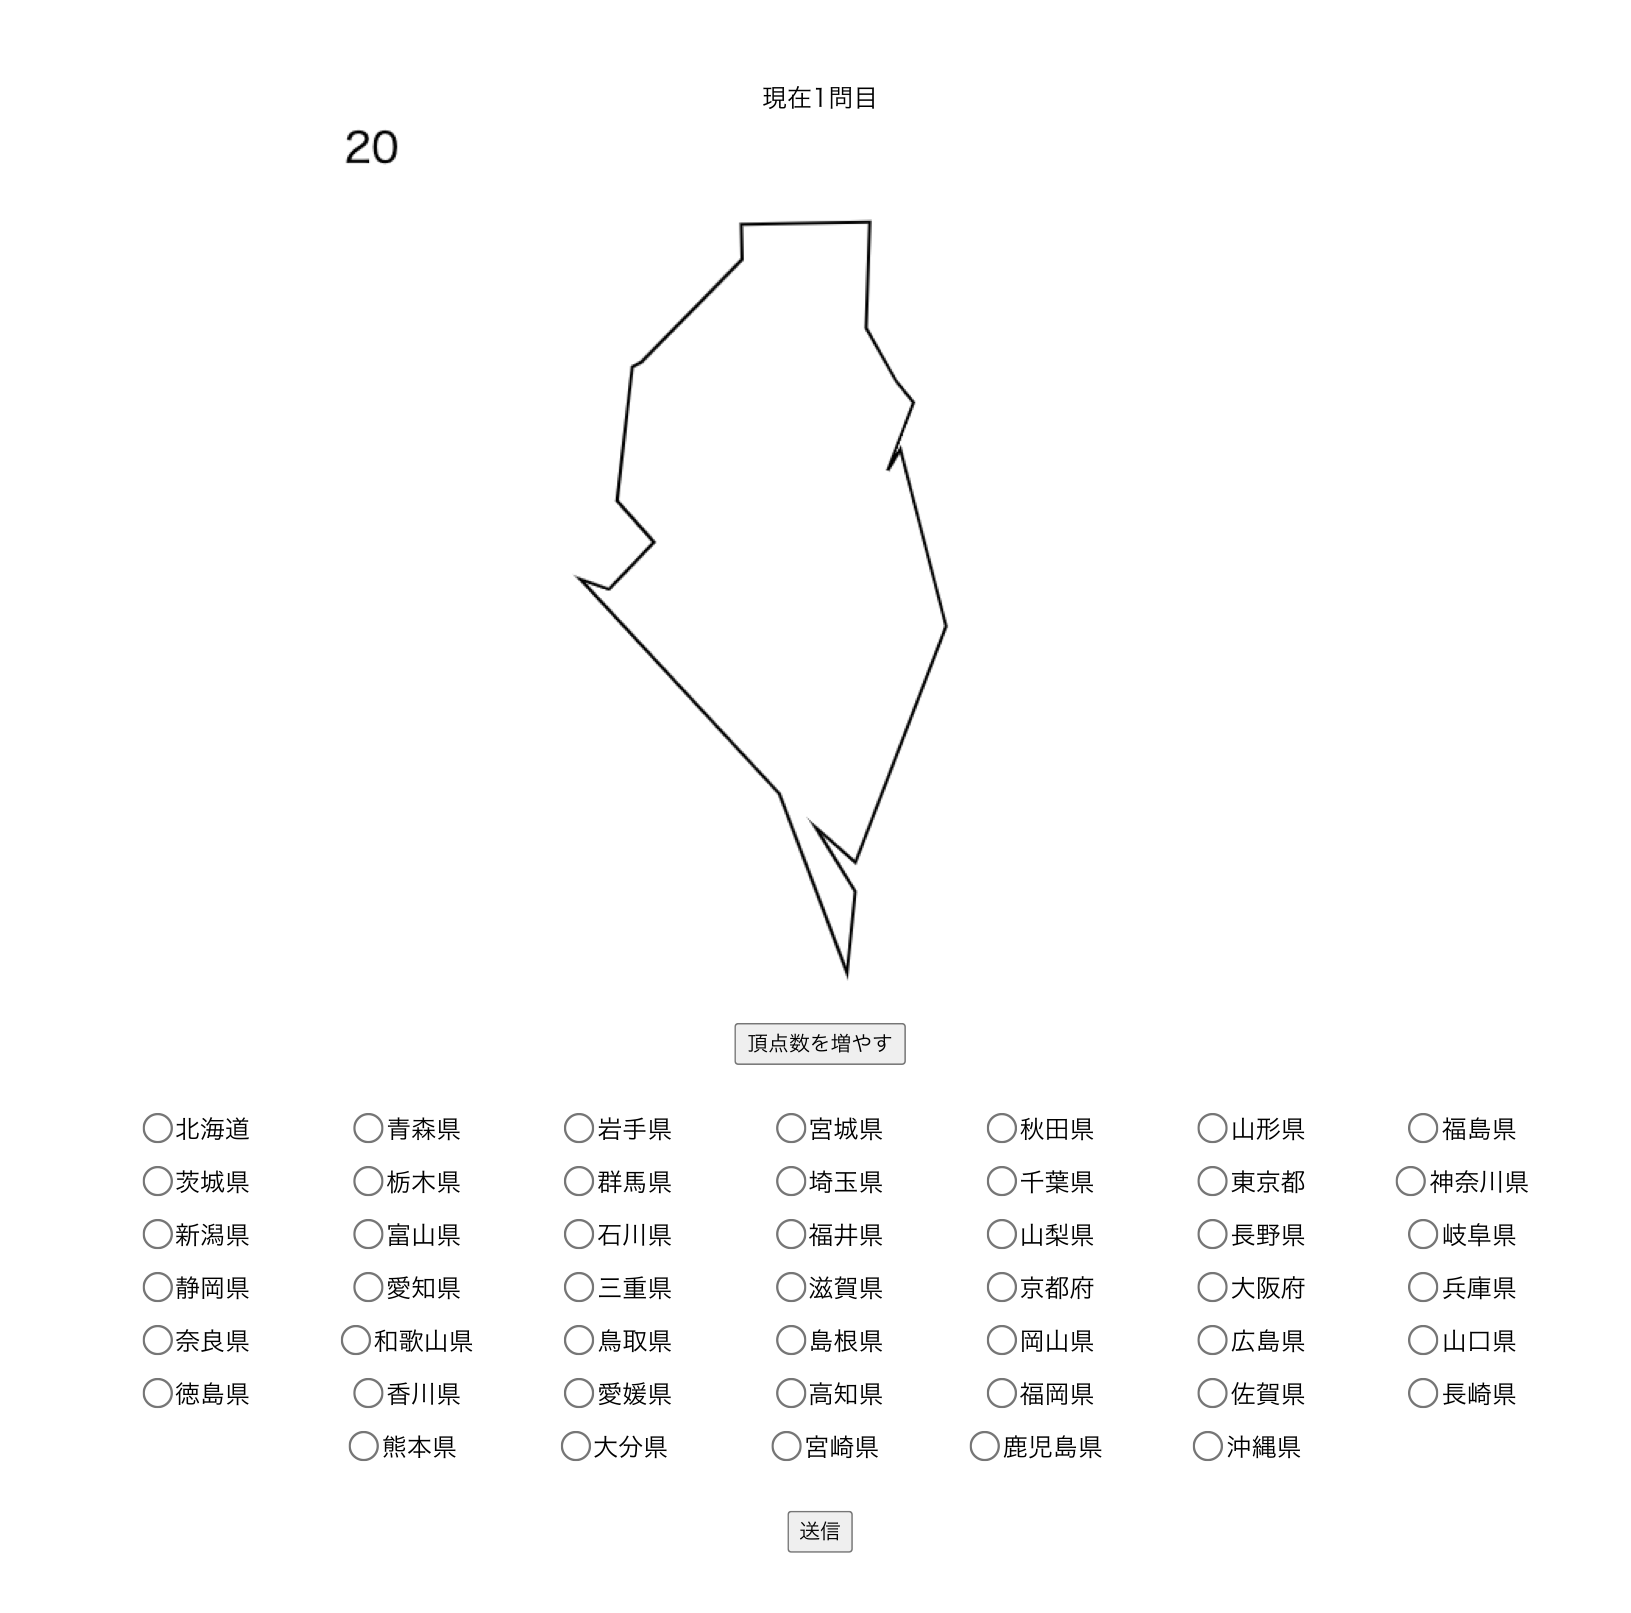 現在1問目
20
頂点数を増やす
北海道 青森県 岩手県 宮城県 秋田県 山形県 福島県
茨城県 栃木県 群馬県 埼玉県 千葉県 東京都 神奈川県
新潟県 富山県 石川県 福井県 山梨県 長野県 岐阜県
静岡県 愛知県 三重県 滋賀県 京都府 大阪府 兵庫県
奈良県 和歌山県 鳥取県 島根県 岡山県 広島県 山口県
徳島県 香川県 愛媛県 高知県 福岡県 佐賀県 長崎県
熊本県 大分県 宮崎県 鹿児島県 沖縄県
送信